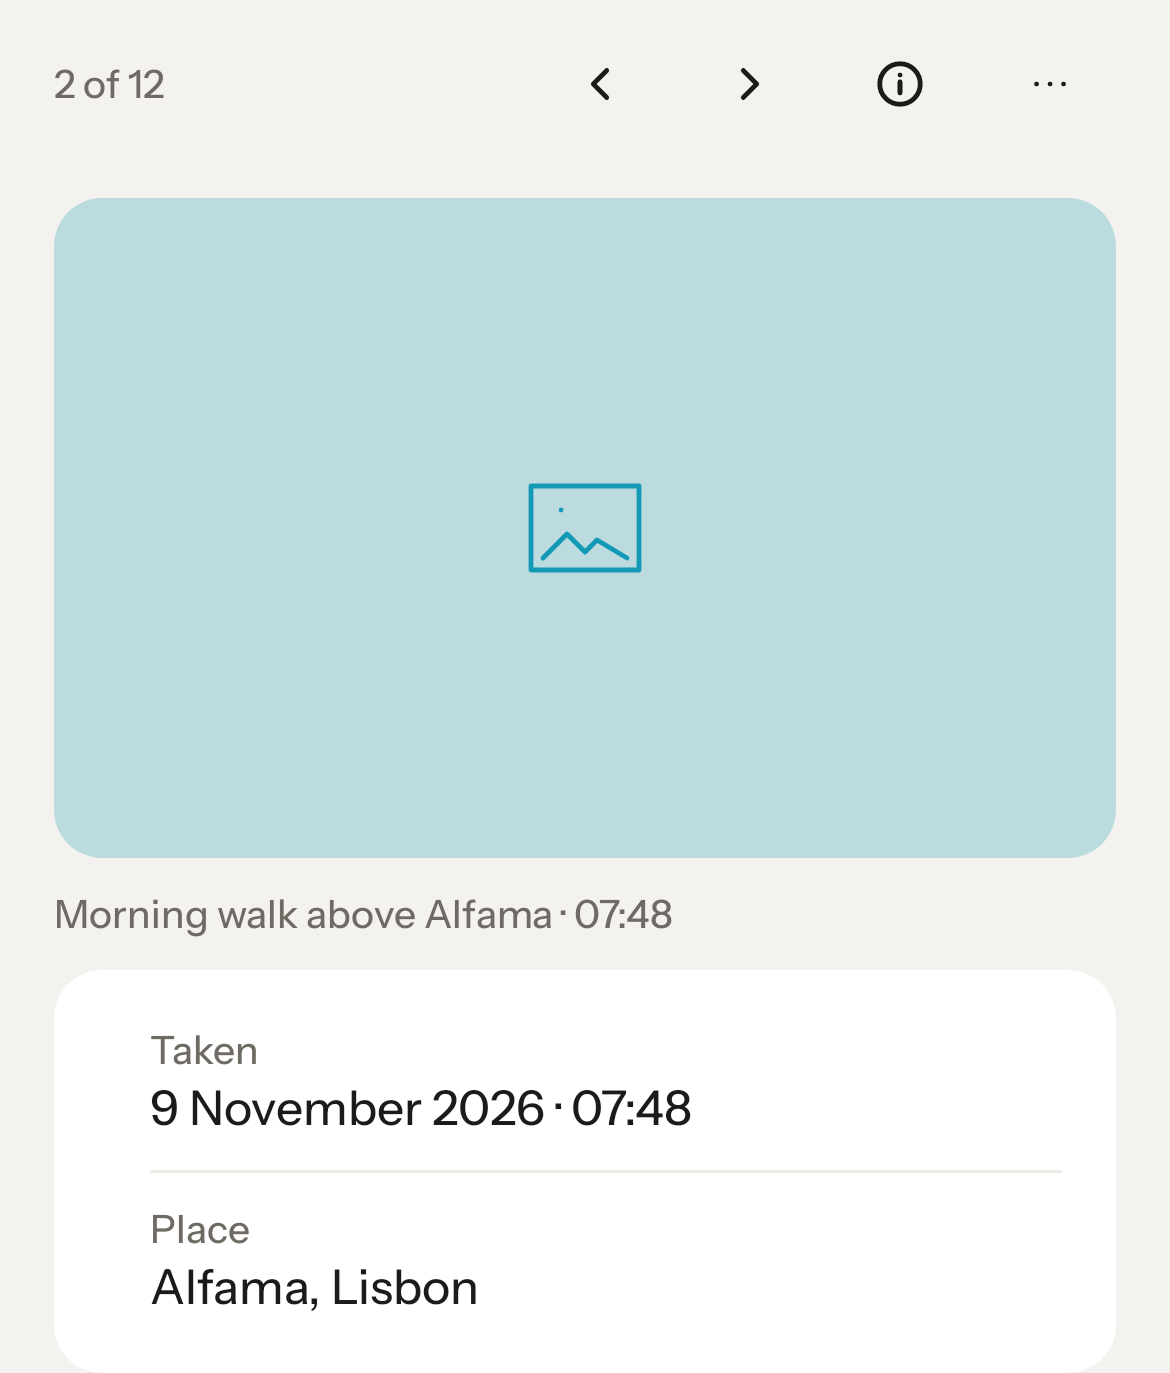 2 of 12
Morning walk above Alfama · 07:48
Taken
9 November 2026 · 07:48
Place
Alfama, Lisbon